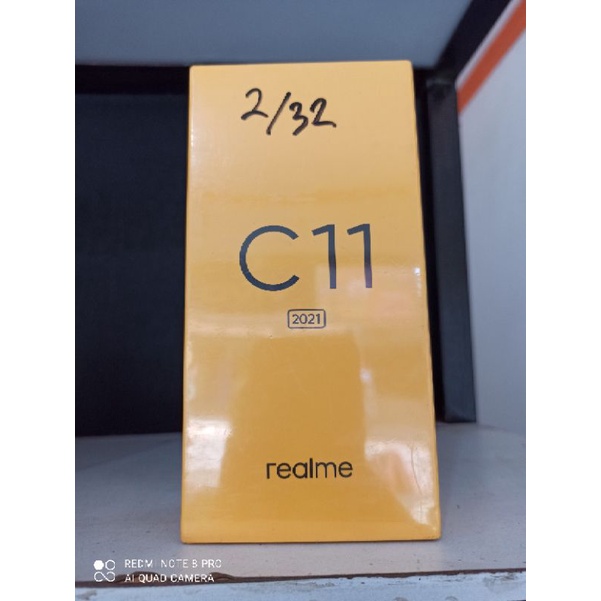 2/32
C11
2021
realme
REDMI NOTE 8 PRO
AI QUAD CAMERA